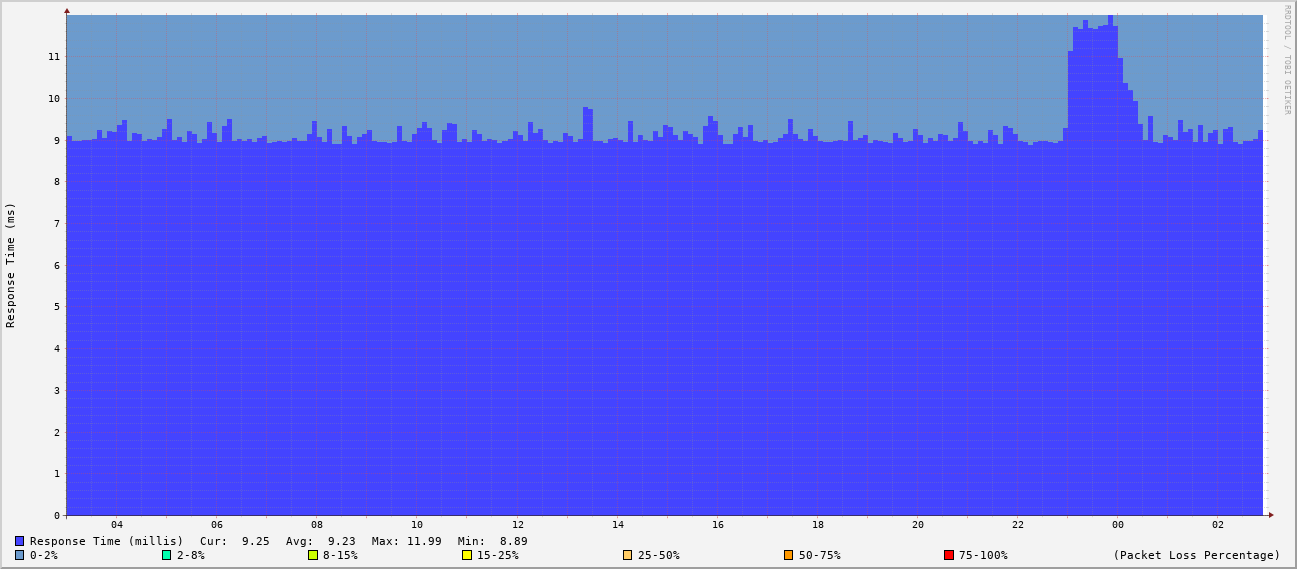 RRDTOOL / TOBI OETIKER
Response Time (ms)
11
10
9
8
7
6
5
4
3
2
1
0
04 06 08 10 12 14 16 18 20 22 00 02
Response Time (millis) Cur: 9.25 Avg: 9.23 Max: 11.99 Min: 8.89
0-2% 2-8% 8-15% 15-25% 25-50% 50-75% 75-100% (Packet Loss Percentage)